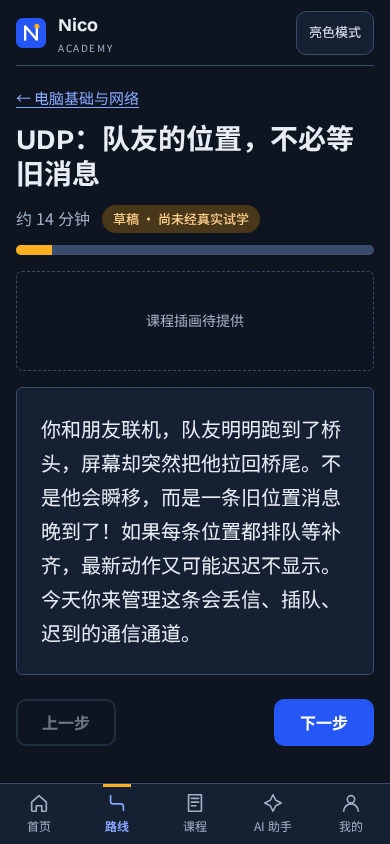 Nico
ACADEMY
亮色模式
← 电脑基础与网络
UDP：队友的位置，不必等
旧消息
约 14 分钟
草稿 · 尚未经真实试学
课程插画待提供
你和朋友联机，队友明明跑到了桥
头，屏幕却突然把他拉回桥尾。不
是他会瞬移，而是一条旧位置消息
晚到了！如果每条位置都排队等补
齐，最新动作又可能迟迟不显示。
今天你来管理这条会丢信、插队、
迟到的通信通道。
上一步
下一步
首页
路线
课程
AI 助手
我的